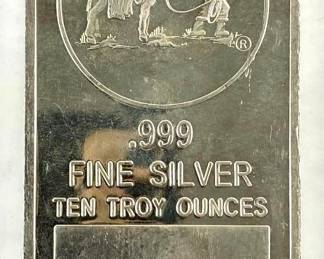 ®
.999
FINE SILVER
TEN TROY OUNCES